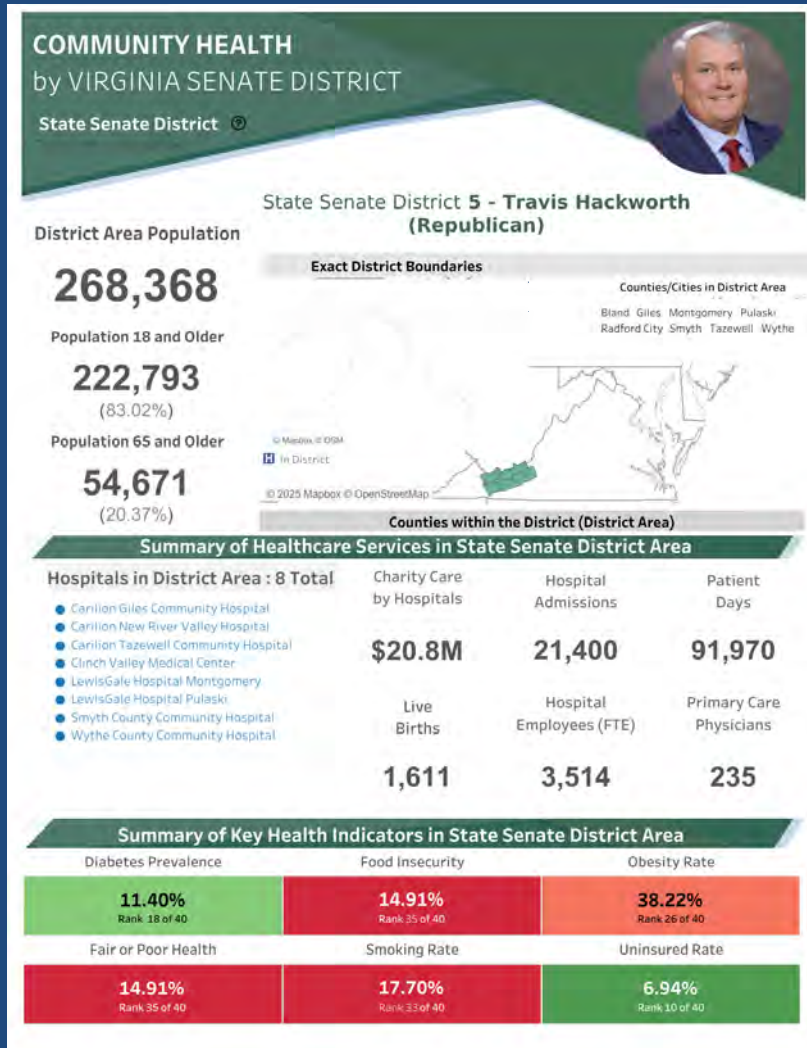 COMMUNITY HEALTH
by VIRGINIA SENATE DISTRICT
State Senate District ?
State Senate District 5 - Travis Hackworth
(Republican)
District Area Population
268,368
Population 18 and Older
222,793
(83.02%)
Population 65 and Older
54,671
(20.37%)
Exact District Boundaries
Counties/Cities in District Area
Bland Giles Montgomery Pulaski
Radford City Smyth Tazewell Wythe
© Mapbox © OSM
H In District
© 2025 Mapbox © OpenStreetMap
Counties within the District (District Area)
Summary of Healthcare Services in State Senate District Area
Hospitals in District Area : 8 Total
Carilion Giles Community Hospital
Carilion New River Valley Hospital
Carilion Tazewell Community Hospital
Clinch Valley Medical Center
LewisGale Hospital Montgomery
LewisGale Hospital Pulaski
Smyth County Community Hospital
Wythe County Community Hospital
Charity Care
by Hospitals
$20.8M
Hospital
Admissions
21,400
Patient
Days
91,970
Live
Births
1,611
Hospital
Employees (FTE)
3,514
Primary Care
Physicians
235
Summary of Key Health Indicators in State Senate District Area
Diabetes Prevalence
11.40%
Rank 18 of 40
Food Insecurity
14.91%
Rank 35 of 40
Obesity Rate
38.22%
Rank 26 of 40
Fair or Poor Health
14.91%
Rank 35 of 40
Smoking Rate
17.70%
Rank 33 of 40
Uninsured Rate
6.94%
Rank 10 of 40